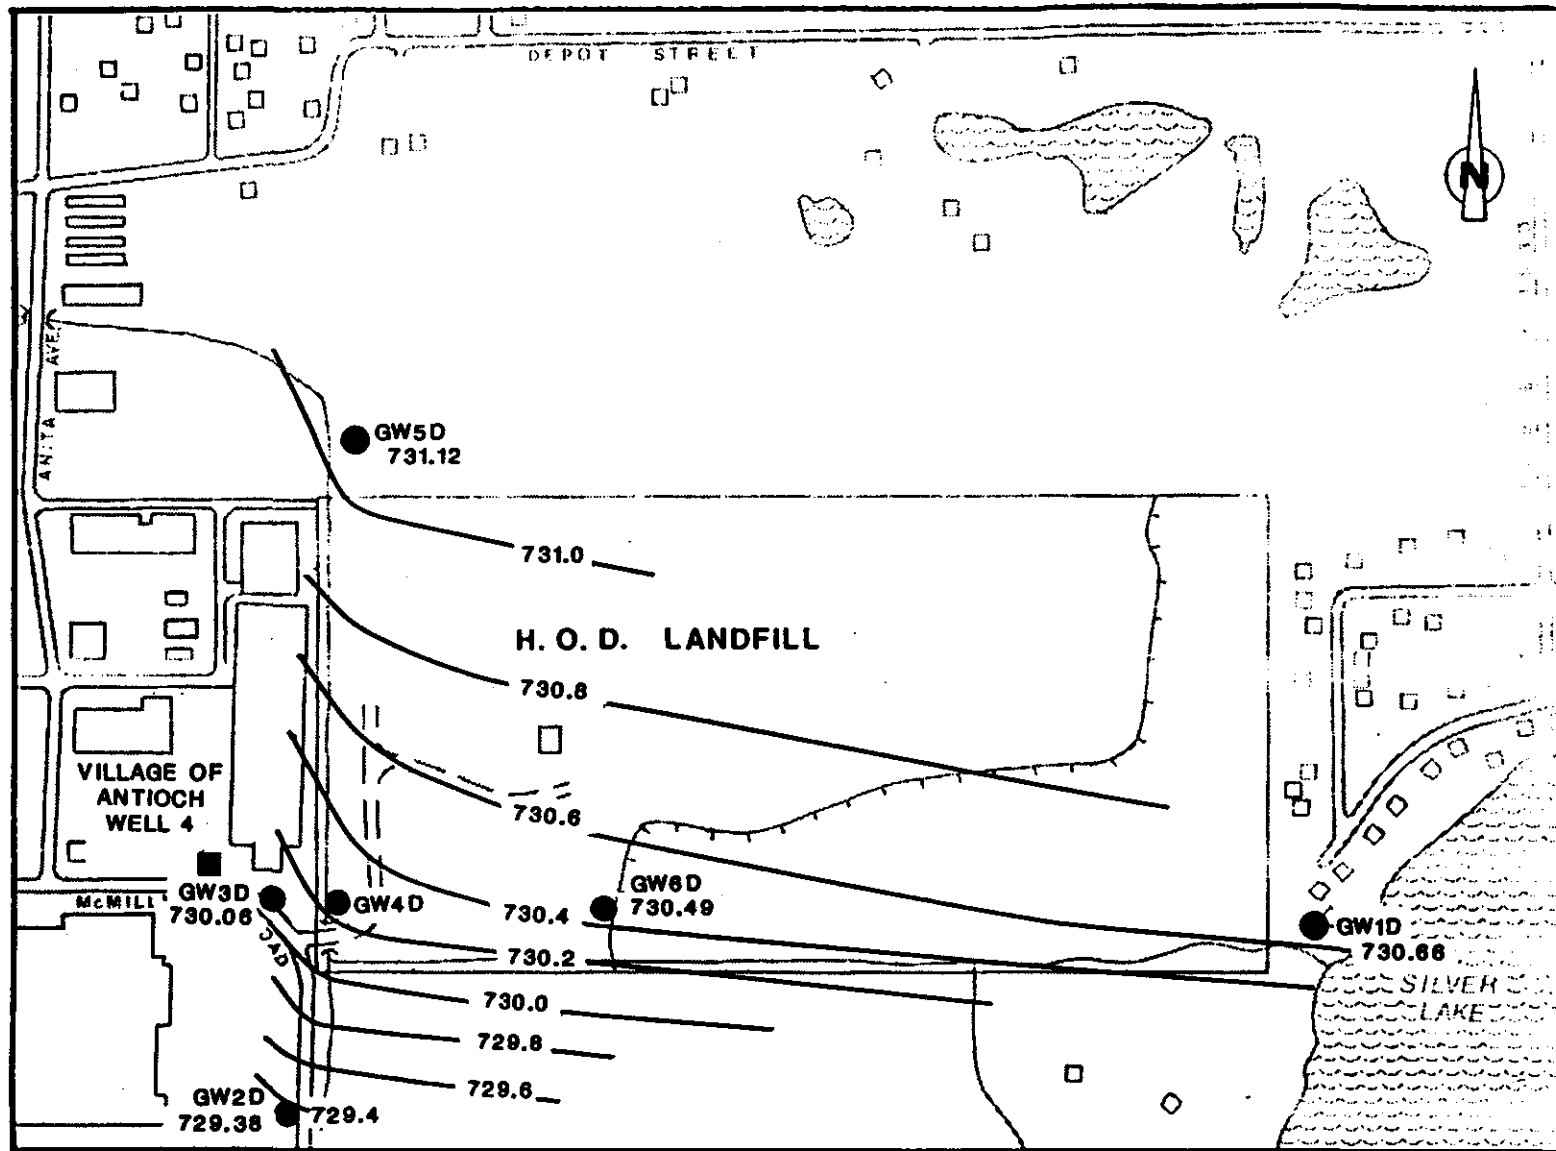 DEPOT STREET
N
ANITA AVE.
GW5D
731.12
731.0
H. O. D. LANDFILL
730.8
VILLAGE OF
ANTIOCH
WELL 4
730.6
GW3D
730.06
McMILL
OAD
GW4D
730.4
GW6D
730.49
GW1D
730.66
730.2
730.0
SILVER
LAKE
729.8
729.6
GW2D
729.38
729.4